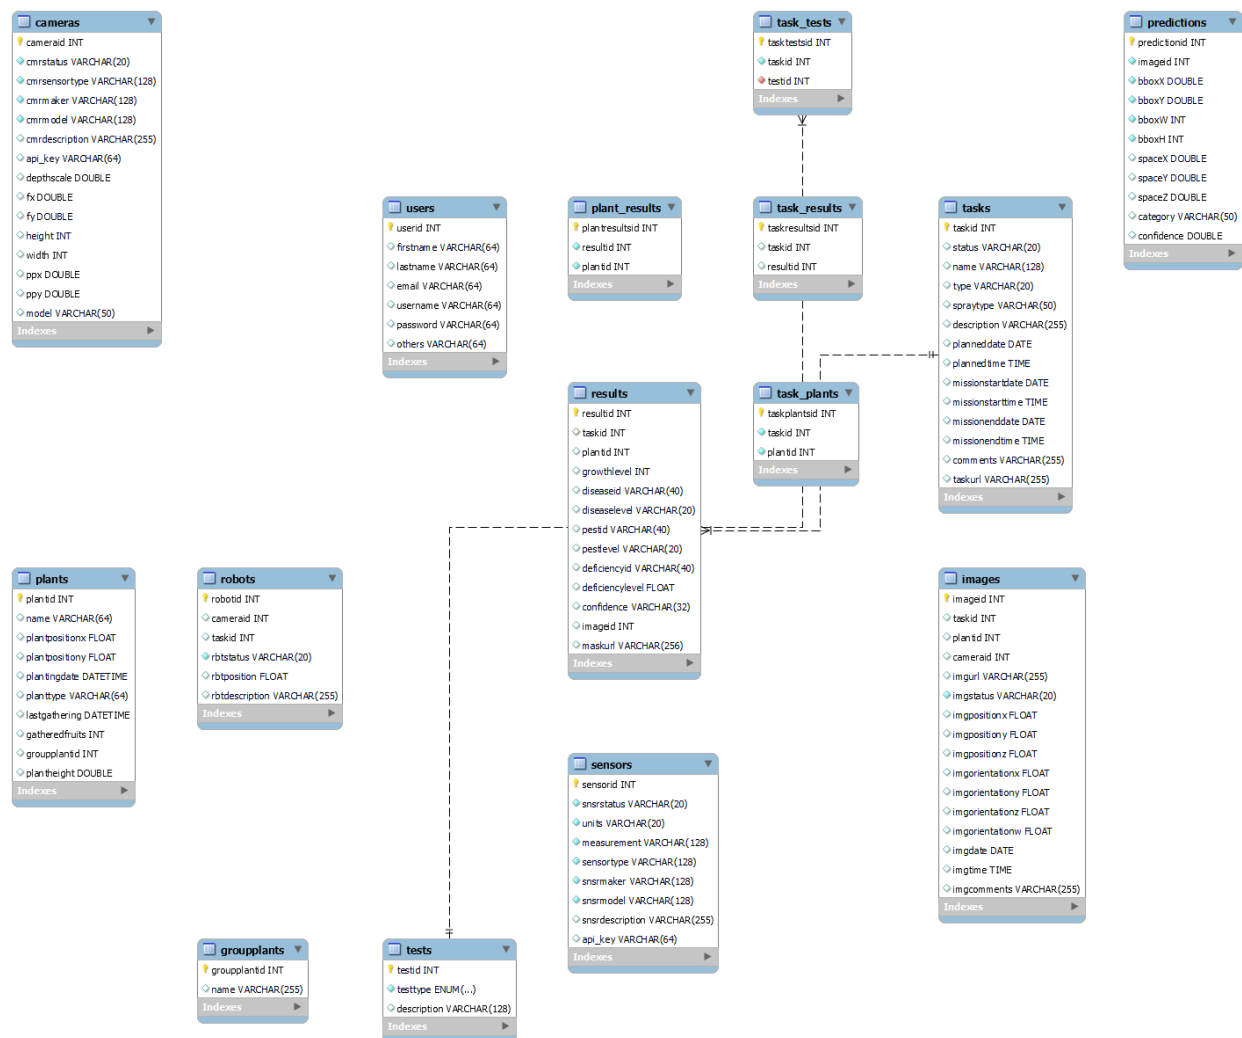 cameras
cameraid INT
cmrstatus VARCHAR(20)
cmrsensortype VARCHAR(128)
cmrmaker VARCHAR(128)
cmrmodel VARCHAR(128)
cmrdescription VARCHAR(255)
api_key VARCHAR(64)
depthscale DOUBLE
fx DOUBLE
fy DOUBLE
height INT
width INT
ppx DOUBLE
ppy DOUBLE
model VARCHAR(50)
Indexes
task_tests
tasktestsid INT
taskid INT
testid INT
Indexes
predictions
predictionid INT
imageid INT
bboxX DOUBLE
bboxY DOUBLE
bboxW INT
bboxH INT
spaceX DOUBLE
spaceY DOUBLE
spaceZ DOUBLE
category VARCHAR(50)
confidence DOUBLE
Indexes
users
userid INT
firstname VARCHAR(64)
lastname VARCHAR(64)
email VARCHAR(64)
username VARCHAR(64)
password VARCHAR(64)
others VARCHAR(64)
Indexes
plant_results
plantresultsid INT
resultid INT
plantid INT
Indexes
task_results
taskresultsid INT
taskid INT
resultid INT
Indexes
tasks
taskid INT
status VARCHAR(20)
name VARCHAR(128)
type VARCHAR(20)
spraytype VARCHAR(50)
description VARCHAR(255)
planneddate DATE
plannedtime TIME
missionstartdate DATE
missionstarttime TIME
missionenddate DATE
missionendtime TIME
comments VARCHAR(255)
taskurl VARCHAR(255)
Indexes
results
resultid INT
taskid INT
plantid INT
growthlevel INT
diseaseid VARCHAR(40)
diseaselevel VARCHAR(20)
pestid VARCHAR(40)
pestlevel VARCHAR(20)
deficiencyid VARCHAR(40)
deficiencylevel FLOAT
confidence VARCHAR(32)
imageid INT
maskurl VARCHAR(256)
Indexes
task_plants
taskplantsid INT
taskid INT
plantid INT
Indexes
plants
plantid INT
name VARCHAR(64)
plantpositionx FLOAT
plantpositiony FLOAT
plantingdate DATETIME
planttype VARCHAR(64)
lastgathering DATETIME
gatheredfruits INT
groupplantid INT
plantheight DOUBLE
Indexes
robots
robotid INT
cameraid INT
taskid INT
rbtstatus VARCHAR(20)
rbtposition FLOAT
rbtdescription VARCHAR(255)
Indexes
images
imageid INT
taskid INT
plantid INT
cameraid INT
imgurl VARCHAR(255)
imgstatus VARCHAR(20)
imgpositionx FLOAT
imgpositiony FLOAT
imgpositionz FLOAT
imgorientationx FLOAT
imgorientationy FLOAT
imgorientationz FLOAT
imgorientationw FLOAT
imgdate DATE
imgtime TIME
imgcomments VARCHAR(255)
Indexes
sensors
sensorid INT
snsrstatus VARCHAR(20)
units VARCHAR(20)
measurement VARCHAR(128)
sensortype VARCHAR(128)
snsrmaker VARCHAR(128)
snsrmodel VARCHAR(128)
snsrdescription VARCHAR(255)
api_key VARCHAR(64)
Indexes
groupplants
groupplantid INT
name VARCHAR(255)
Indexes
tests
testid INT
testtype ENUM(...)
description VARCHAR(128)
Indexes